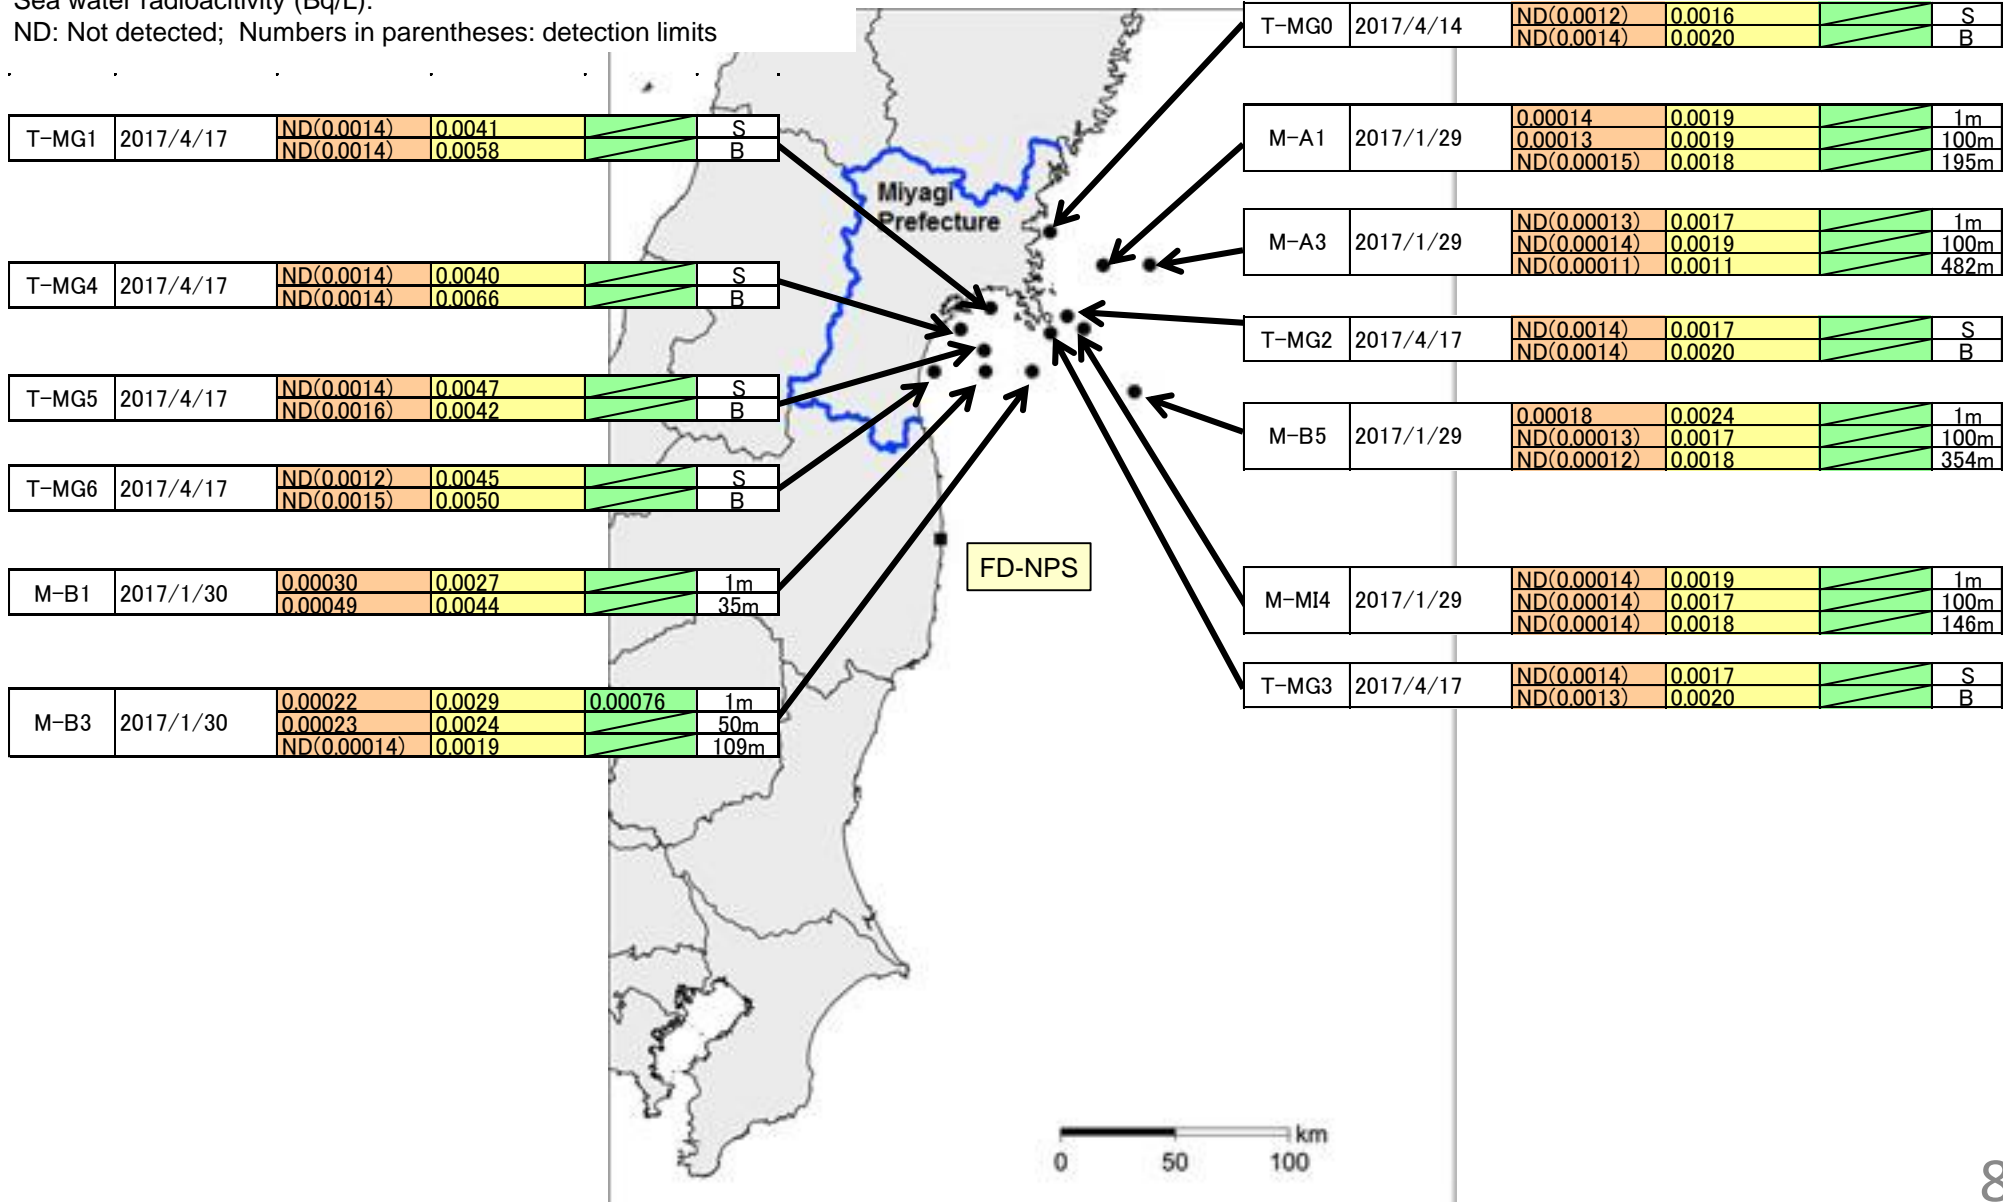 Sea water radioacitivity (Bq/L).
ND: Not detected; Numbers in parentheses: detection limits
T-MG1 2017/4/17 ND(0.0014) 0.0041 S
ND(0.0014) 0.0058 B
T-MG4 2017/4/17 ND(0.0014) 0.0040 S
ND(0.0014) 0.0066 B
T-MG5 2017/4/17 ND(0.0014) 0.0047 S
ND(0.0016) 0.0042 B
T-MG6 2017/4/17 ND(0.0012) 0.0045 S
ND(0.0015) 0.0050 B
M-B1 2017/1/30 0.00030 0.0027 1m
0.00049 0.0044 35m
M-B3 2017/1/30 0.00022 0.0029 0.00076 1m
0.00023 0.0024 50m
ND(0.00014) 0.0019 109m
Miyagi
Prefecture
FD-NPS
T-MG0 2017/4/14 ND(0.0012) 0.0016 S
ND(0.0014) 0.0020 B
M-A1 2017/1/29 0.00014 0.0019 1m
0.00013 0.0019 100m
ND(0.00015) 0.0018 195m
M-A3 2017/1/29 ND(0.00013) 0.0017 1m
ND(0.00014) 0.0019 100m
ND(0.00011) 0.0011 482m
T-MG2 2017/4/17 ND(0.0014) 0.0017 S
ND(0.0014) 0.0020 B
M-B5 2017/1/29 0.00018 0.0024 1m
ND(0.00013) 0.0017 100m
ND(0.00012) 0.0018 354m
M-MI4 2017/1/29 ND(0.00014) 0.0019 1m
ND(0.00014) 0.0017 100m
ND(0.00014) 0.0018 146m
T-MG3 2017/4/17 ND(0.0014) 0.0017 S
ND(0.0013) 0.0020 B
km
0 50 100
8